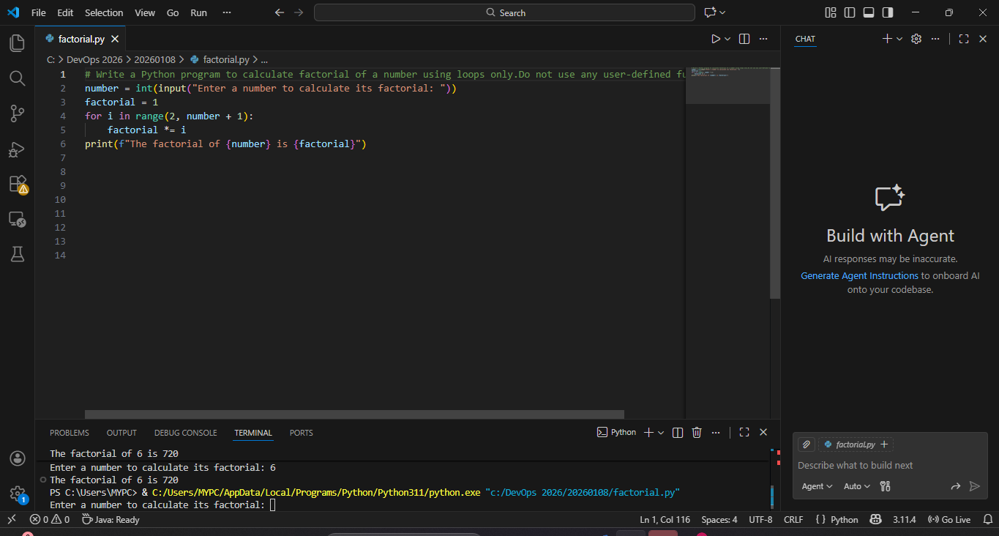 File Edit Selection View Go Run ··· Search
factorial.py
C: > DevOps 2026 > 20260108 > factorial.py > ...
1 # Write a Python program to calculate factorial of a number using loops only.Do not use any user-defined fu
2 number = int(input("Enter a number to calculate its factorial: "))
3 factorial = 1
4 for i in range(2, number + 1):
5     factorial *= i
6 print(f"The factorial of {number} is {factorial}")
7
8
9
10
11
12
13
14
PROBLEMS OUTPUT DEBUG CONSOLE TERMINAL PORTS Python
The factorial of 6 is 720
Enter a number to calculate its factorial: 6
The factorial of 6 is 720
PS C:\Users\MYPC> & C:/Users/MYPC/AppData/Local/Programs/Python/Python311/python.exe "c:/DevOps 2026/20260108/factorial.py"
Enter a number to calculate its factorial:
CHAT
Build with Agent
AI responses may be inaccurate.
Generate Agent Instructions to onboard AI
onto your codebase.
factorial.py
Describe what to build next
Agent Auto
1
0 0 Java: Ready Ln 1, Col 116 Spaces: 4 UTF-8 CRLF {} Python 3.11.4 Go Live